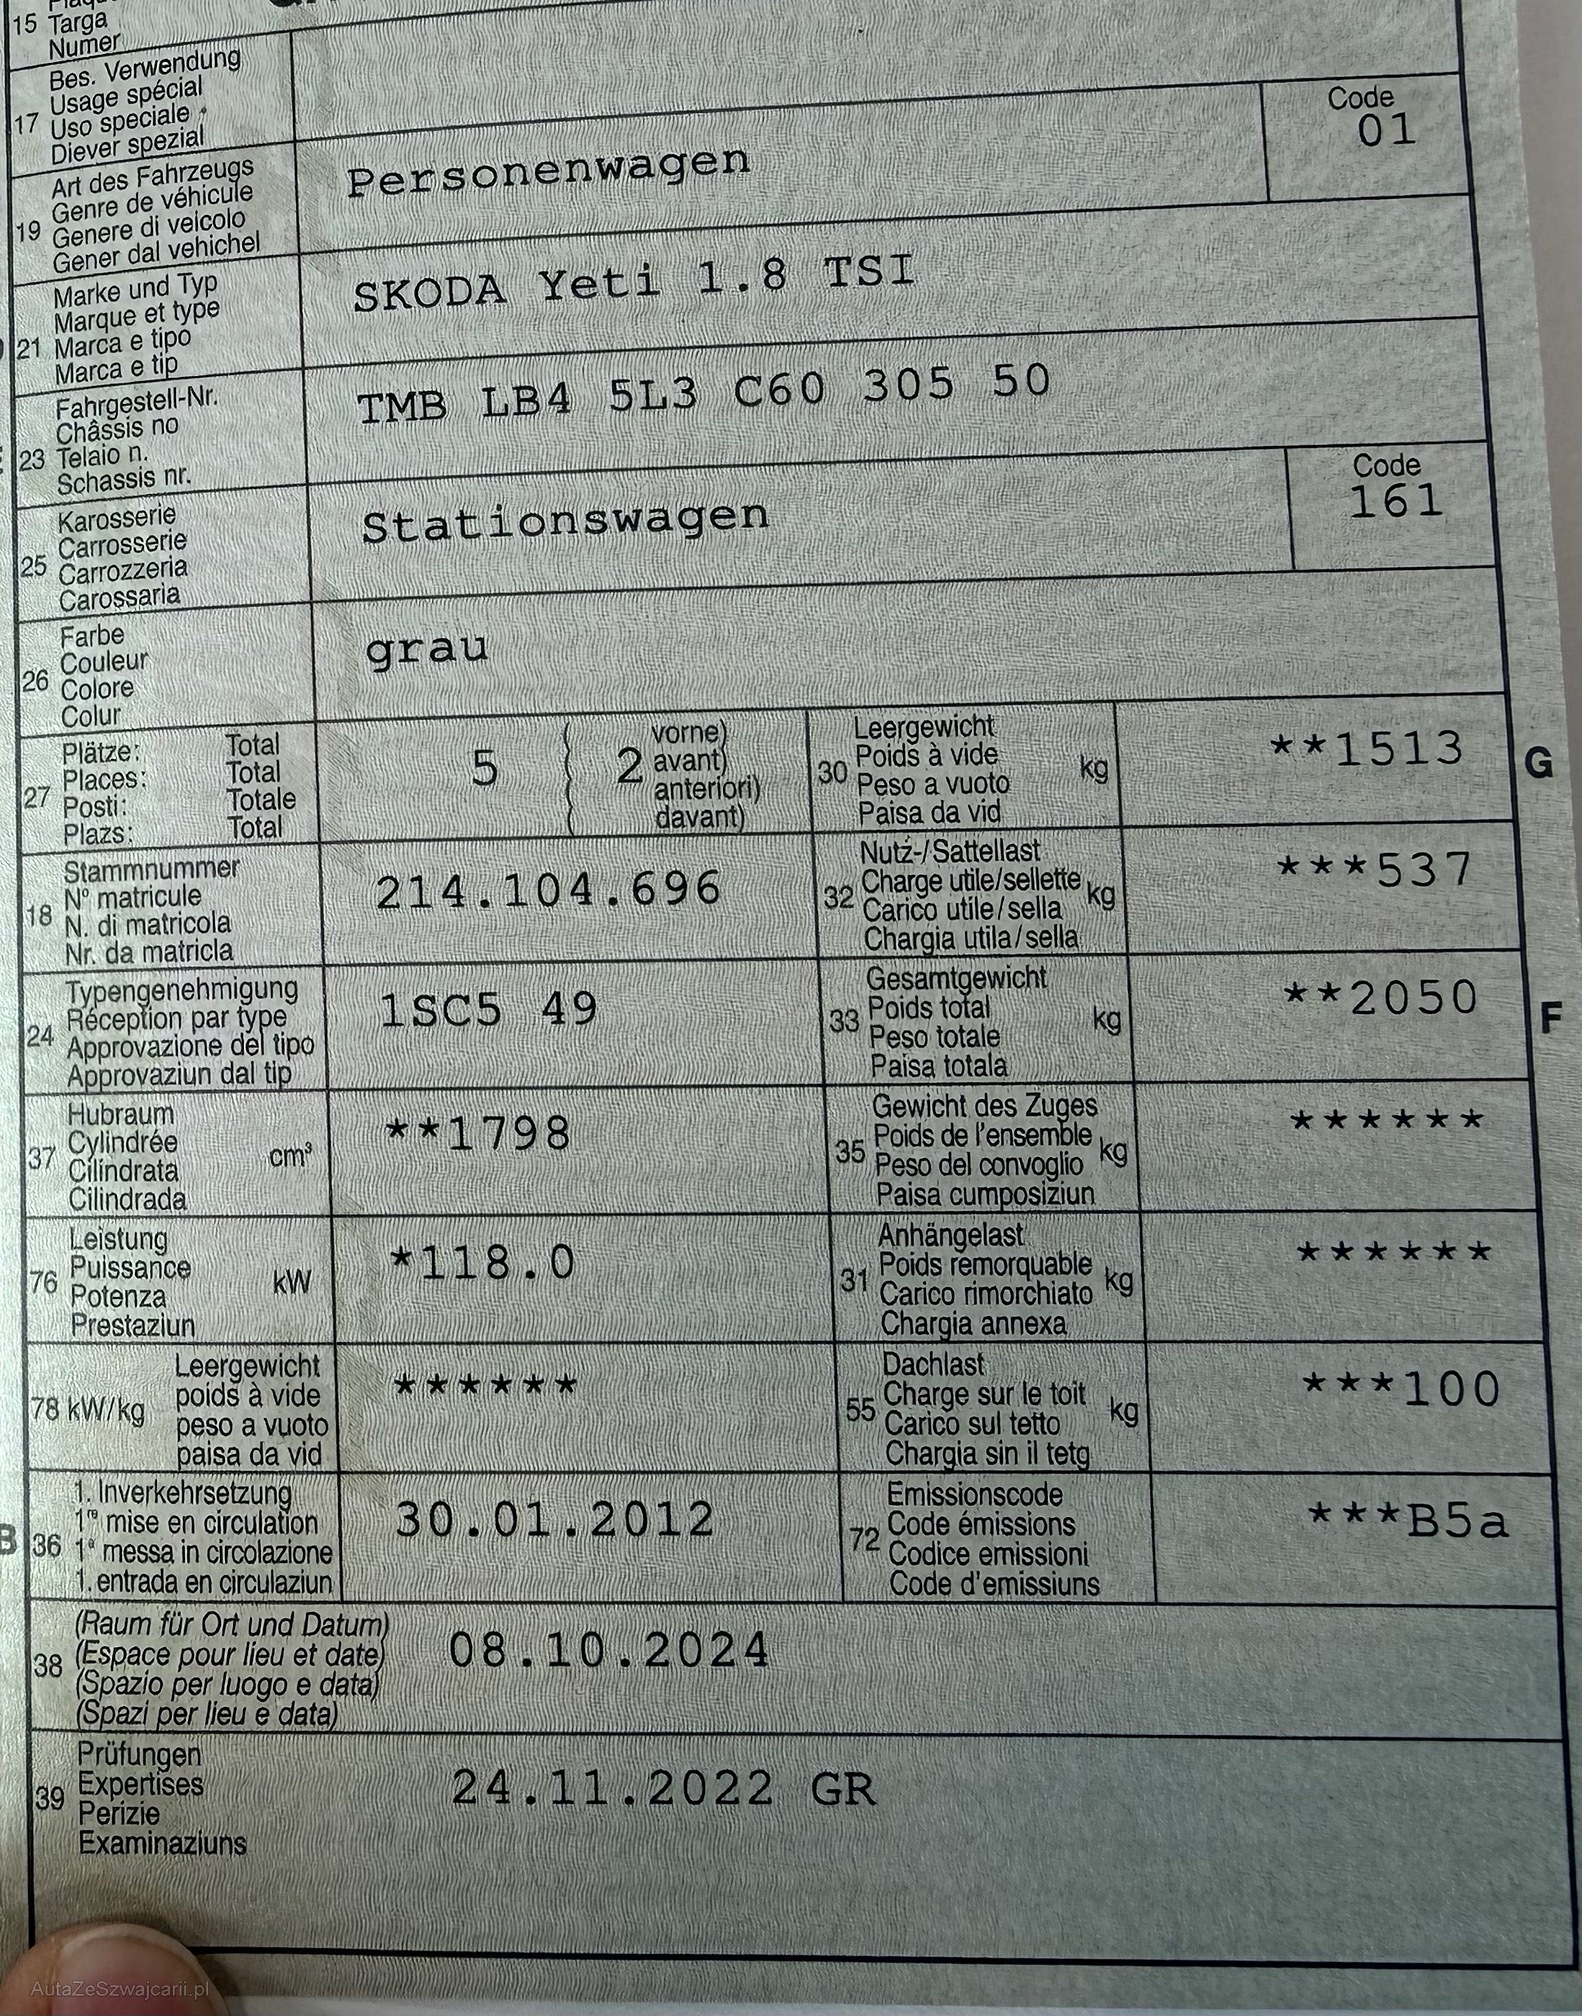 15 Targa
Numer
17 Bes. Verwendung
Usage spécial
Uso speciale
Diever spezial
19 Art des Fahrzeugs
Genre de véhicule
Genere di veicolo
Gener dal vehichel
Personenwagen
Code
01
21 Marke und Typ
Marque et type
Marca e tipo
Marca e tip
SKODA Yeti 1.8 TSI
23 Fahrgestell-Nr.
Châssis no
Telaio n.
Schassis nr.
TMB LB4 5L3 C60 305 50
25 Karosserie
Carrosserie
Carrozzeria
Carossaria
Stationswagen
Code
161
26 Farbe
Couleur
Colore
Colur
grau
27 Plätze: Total
Places: Total
Posti: Totale
Plazs: Total
5 2 vorne)
avant)
anteriori)
davant)
30 Leergewicht
Poids à vide
Peso a vuoto
Paisa da vid
kg
**1513
G
18 Stammnummer
N° matricule
N. di matricola
Nr. da matricla
214.104.696
32 Nutz-/Sattellast
Charge utile/sellette
Carico utile/sella
Chargia utila/sella
kg
***537
24 Typengenehmigung
Réception par type
Approvazione del tipo
Approvaziun dal tip
1SC5 49
33 Gesamtgewicht
Poids total
Peso totale
Paisa totala
kg
**2050
F
37 Hubraum
Cylindrée
Cilindrata
Cilindrada
cm³
**1798
35 Gewicht des Zuges
Poids de l'ensemble
Peso del convoglio
Paisa cumposiziun
kg
******
76 Leistung
Puissance
Potenza
Prestaziun
kW
*118.0
31 Anhängelast
Poids remorquable
Carico rimorchiato
Chargia annexa
kg
******
78 kW/kg
Leergewicht
poids à vide
peso a vuoto
paisa da vid
******
55 Dachlast
Charge sur le toit
Carico sul tetto
Chargia sin il tetg
kg
***100
B
36 1. Inverkehrsetzung
1re mise en circulation
1a messa in circolazione
1. entrada en circulaziun
30.01.2012
72 Emissionscode
Code émissions
Codice emissioni
Code d'emissiuns
***B5a
38 (Raum für Ort und Datum)
(Espace pour lieu et date)
(Spazio per luogo e data)
(Spazi per lieu e data)
08.10.2024
39 Prüfungen
Expertises
Perizie
Examinaziuns
24.11.2022 GR
AutaZeSzwajcarii.pl